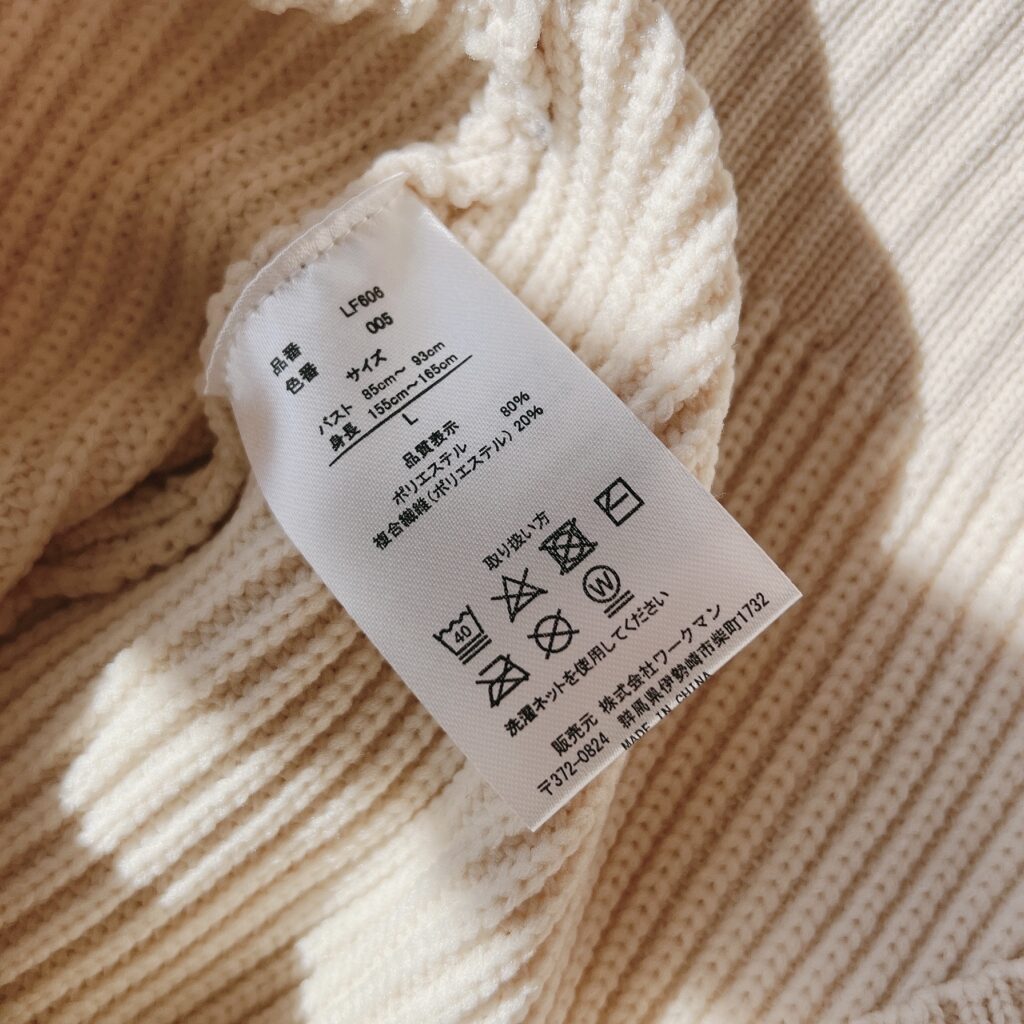 品番 LF606
色番 005
サイズ
バスト 85cm～ 93cm
身長 155cm～165cm
L
品質表示
ポリエステル 80%
複合繊維(ポリエステル) 20%
取り扱い方
40
W
洗濯ネットを使用してください
販売元 株式会社ワークマン
〒372-0824 群馬県伊勢崎市柴町1732
MADE IN CHINA